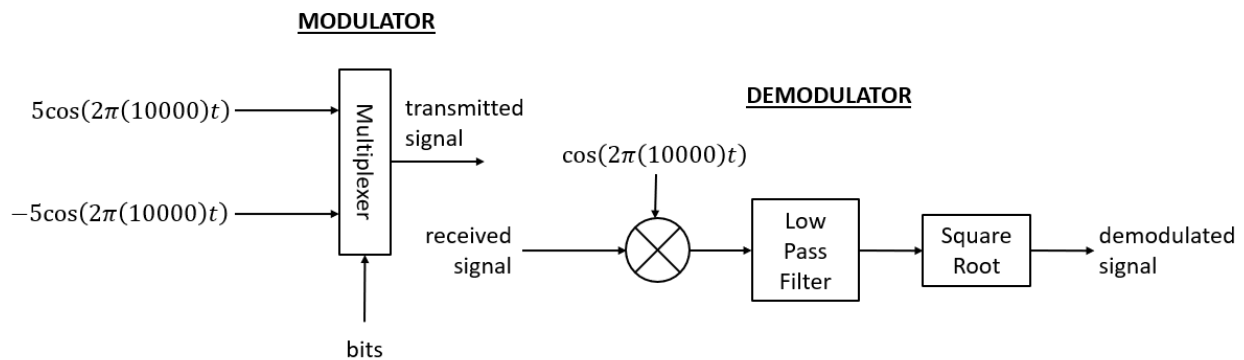 MODULATOR
5cos(2π(10000)t)
−5cos(2π(10000)t)
Multiplexer
transmitted
signal
bits
DEMODULATOR
cos(2π(10000)t)
received
signal
Low
Pass
Filter
Square
Root
demodulated
signal